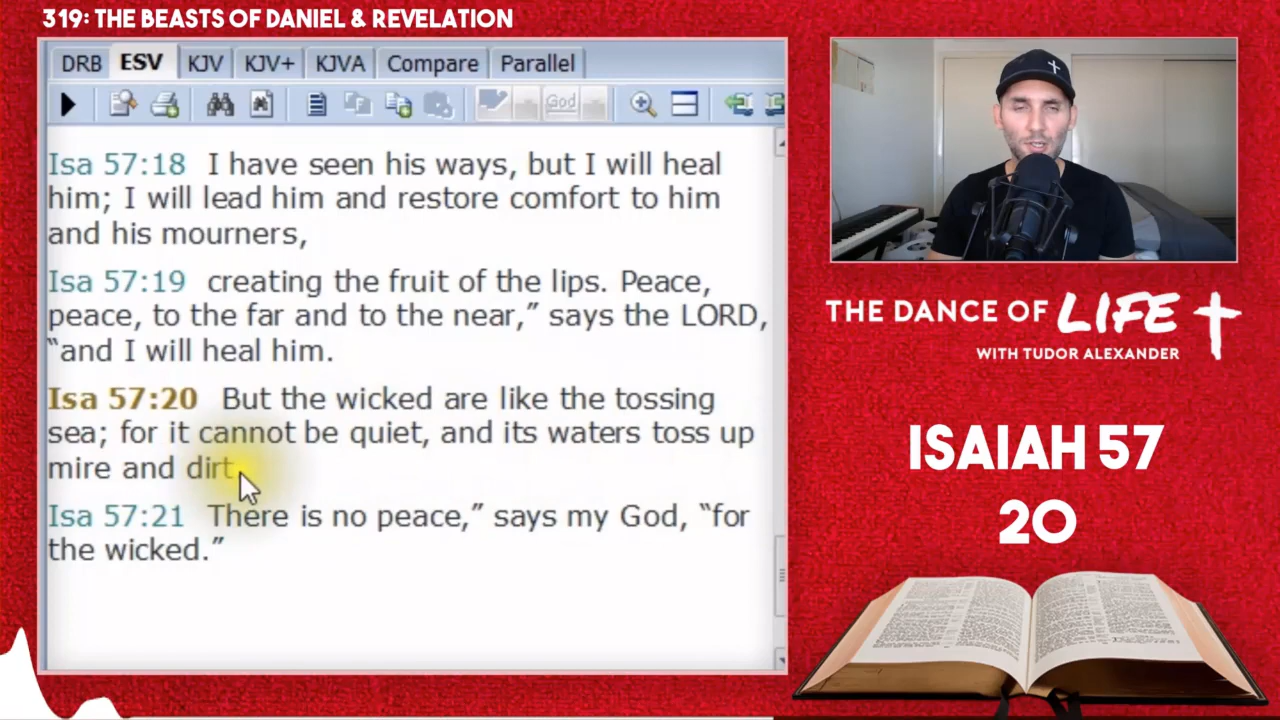 319: THE BEASTS OF DANIEL & REVELATION
DRB ESV KJV KJV+ KJVA Compare Parallel
God
Isa 57:18 I have seen his ways, but I will heal
him; I will lead him and restore comfort to him
and his mourners,
Isa 57:19 creating the fruit of the lips. Peace,
peace, to the far and to the near,” says the LORD,
“and I will heal him.
Isa 57:20 But the wicked are like the tossing
sea; for it cannot be quiet, and its waters toss up
mire and dirt.
Isa 57:21 There is no peace,” says my God, “for
the wicked.”
THE DANCE OF LIFE
WITH TUDOR ALEXANDER
ISAIAH 57
20